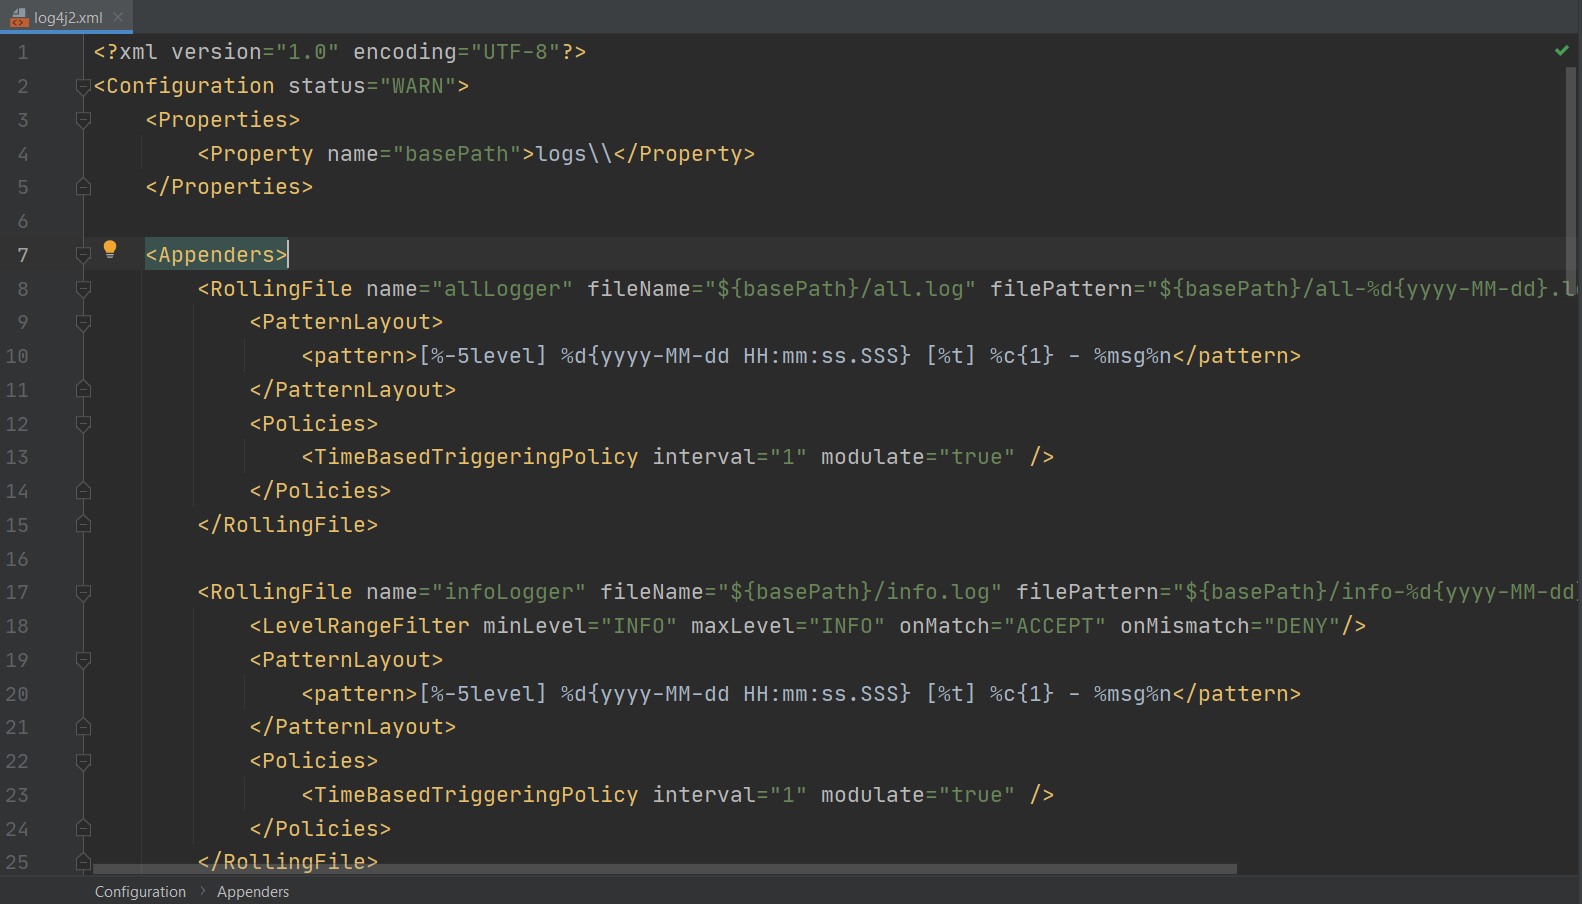 log4j2.xml
1 <?xml version="1.0" encoding="UTF-8"?>
2 <Configuration status="WARN">
3 <Properties>
4 <Property name="basePath">logs\\</Property>
5 </Properties>
6
7 <Appenders>
8 <RollingFile name="allLogger" fileName="${basePath}/all.log" filePattern="${basePath}/all-%d{yyyy-MM-dd}.l
9 <PatternLayout>
10 <pattern>[%-5level] %d{yyyy-MM-dd HH:mm:ss.SSS} [%t] %c{1} - %msg%n</pattern>
11 </PatternLayout>
12 <Policies>
13 <TimeBasedTriggeringPolicy interval="1" modulate="true" />
14 </Policies>
15 </RollingFile>
16
17 <RollingFile name="infoLogger" fileName="${basePath}/info.log" filePattern="${basePath}/info-%d{yyyy-MM-dd}
18 <LevelRangeFilter minLevel="INFO" maxLevel="INFO" onMatch="ACCEPT" onMismatch="DENY"/>
19 <PatternLayout>
20 <pattern>[%-5level] %d{yyyy-MM-dd HH:mm:ss.SSS} [%t] %c{1} - %msg%n</pattern>
21 </PatternLayout>
22 <Policies>
23 <TimeBasedTriggeringPolicy interval="1" modulate="true" />
24 </Policies>
25 </RollingFile>
Configuration > Appenders